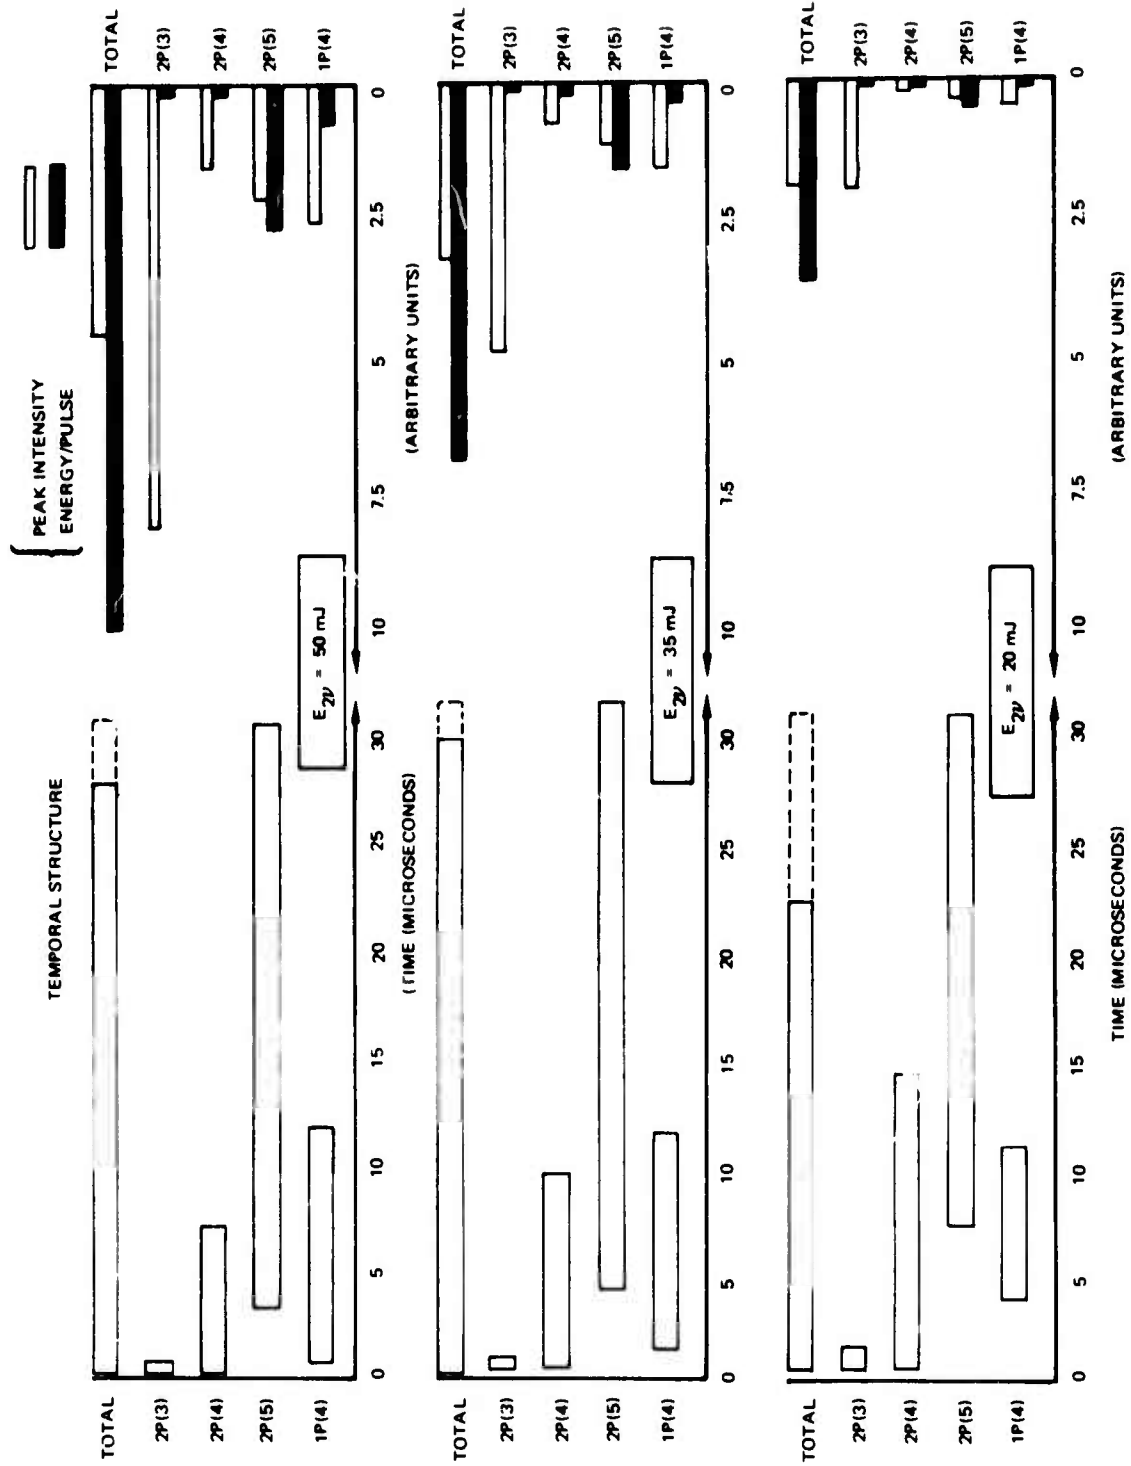 TEMPORAL STRUCTURE
PEAK INTENSITY
ENERGY/PULSE
TOTAL
2P(3)
2P(4)
2P(5)
1P(4)
E2ν = 50 mJ
TOTAL
2P(3)
2P(4)
2P(5)
1P(4)
0 5 10 15 20 25 30
10 7.5 5 2.5 0
(TIME (MICROSECONDS)
(ARBITRARY UNITS)
TOTAL
2P(3)
2P(4)
2P(5)
1P(4)
E2ν = 35 mJ
TOTAL
2P(3)
2P(4)
2P(5)
1P(4)
0 5 10 15 20 25 30
10 7.5 5 2.5 0
TOTAL
2P(3)
2P(4)
2P(5)
1P(4)
E2ν = 20 mJ
TOTAL
2P(3)
2P(4)
2P(5)
1P(4)
0 5 10 15 20 25 30
10 7.5 5 2.5 0
TIME (MICROSECONDS)
(ARBITRARY UNITS)